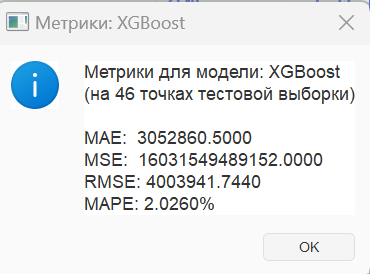 Метрики: XGBoost
Метрики для модели: XGBoost
(на 46 точках тестовой выборки)
MAE: 3052860.5000
MSE: 16031549489152.0000
RMSE: 4003941.7440
MAPE: 2.0260%
OK